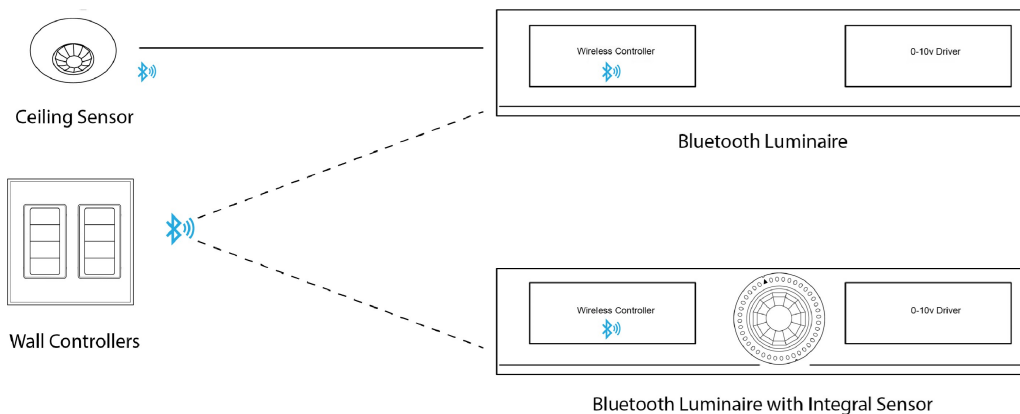 Wireless Controller
0-10v Driver
Ceiling Sensor
Bluetooth Luminaire
Wireless Controller
0-10v Driver
Wall Controllers
Bluetooth Luminaire with Integral Sensor